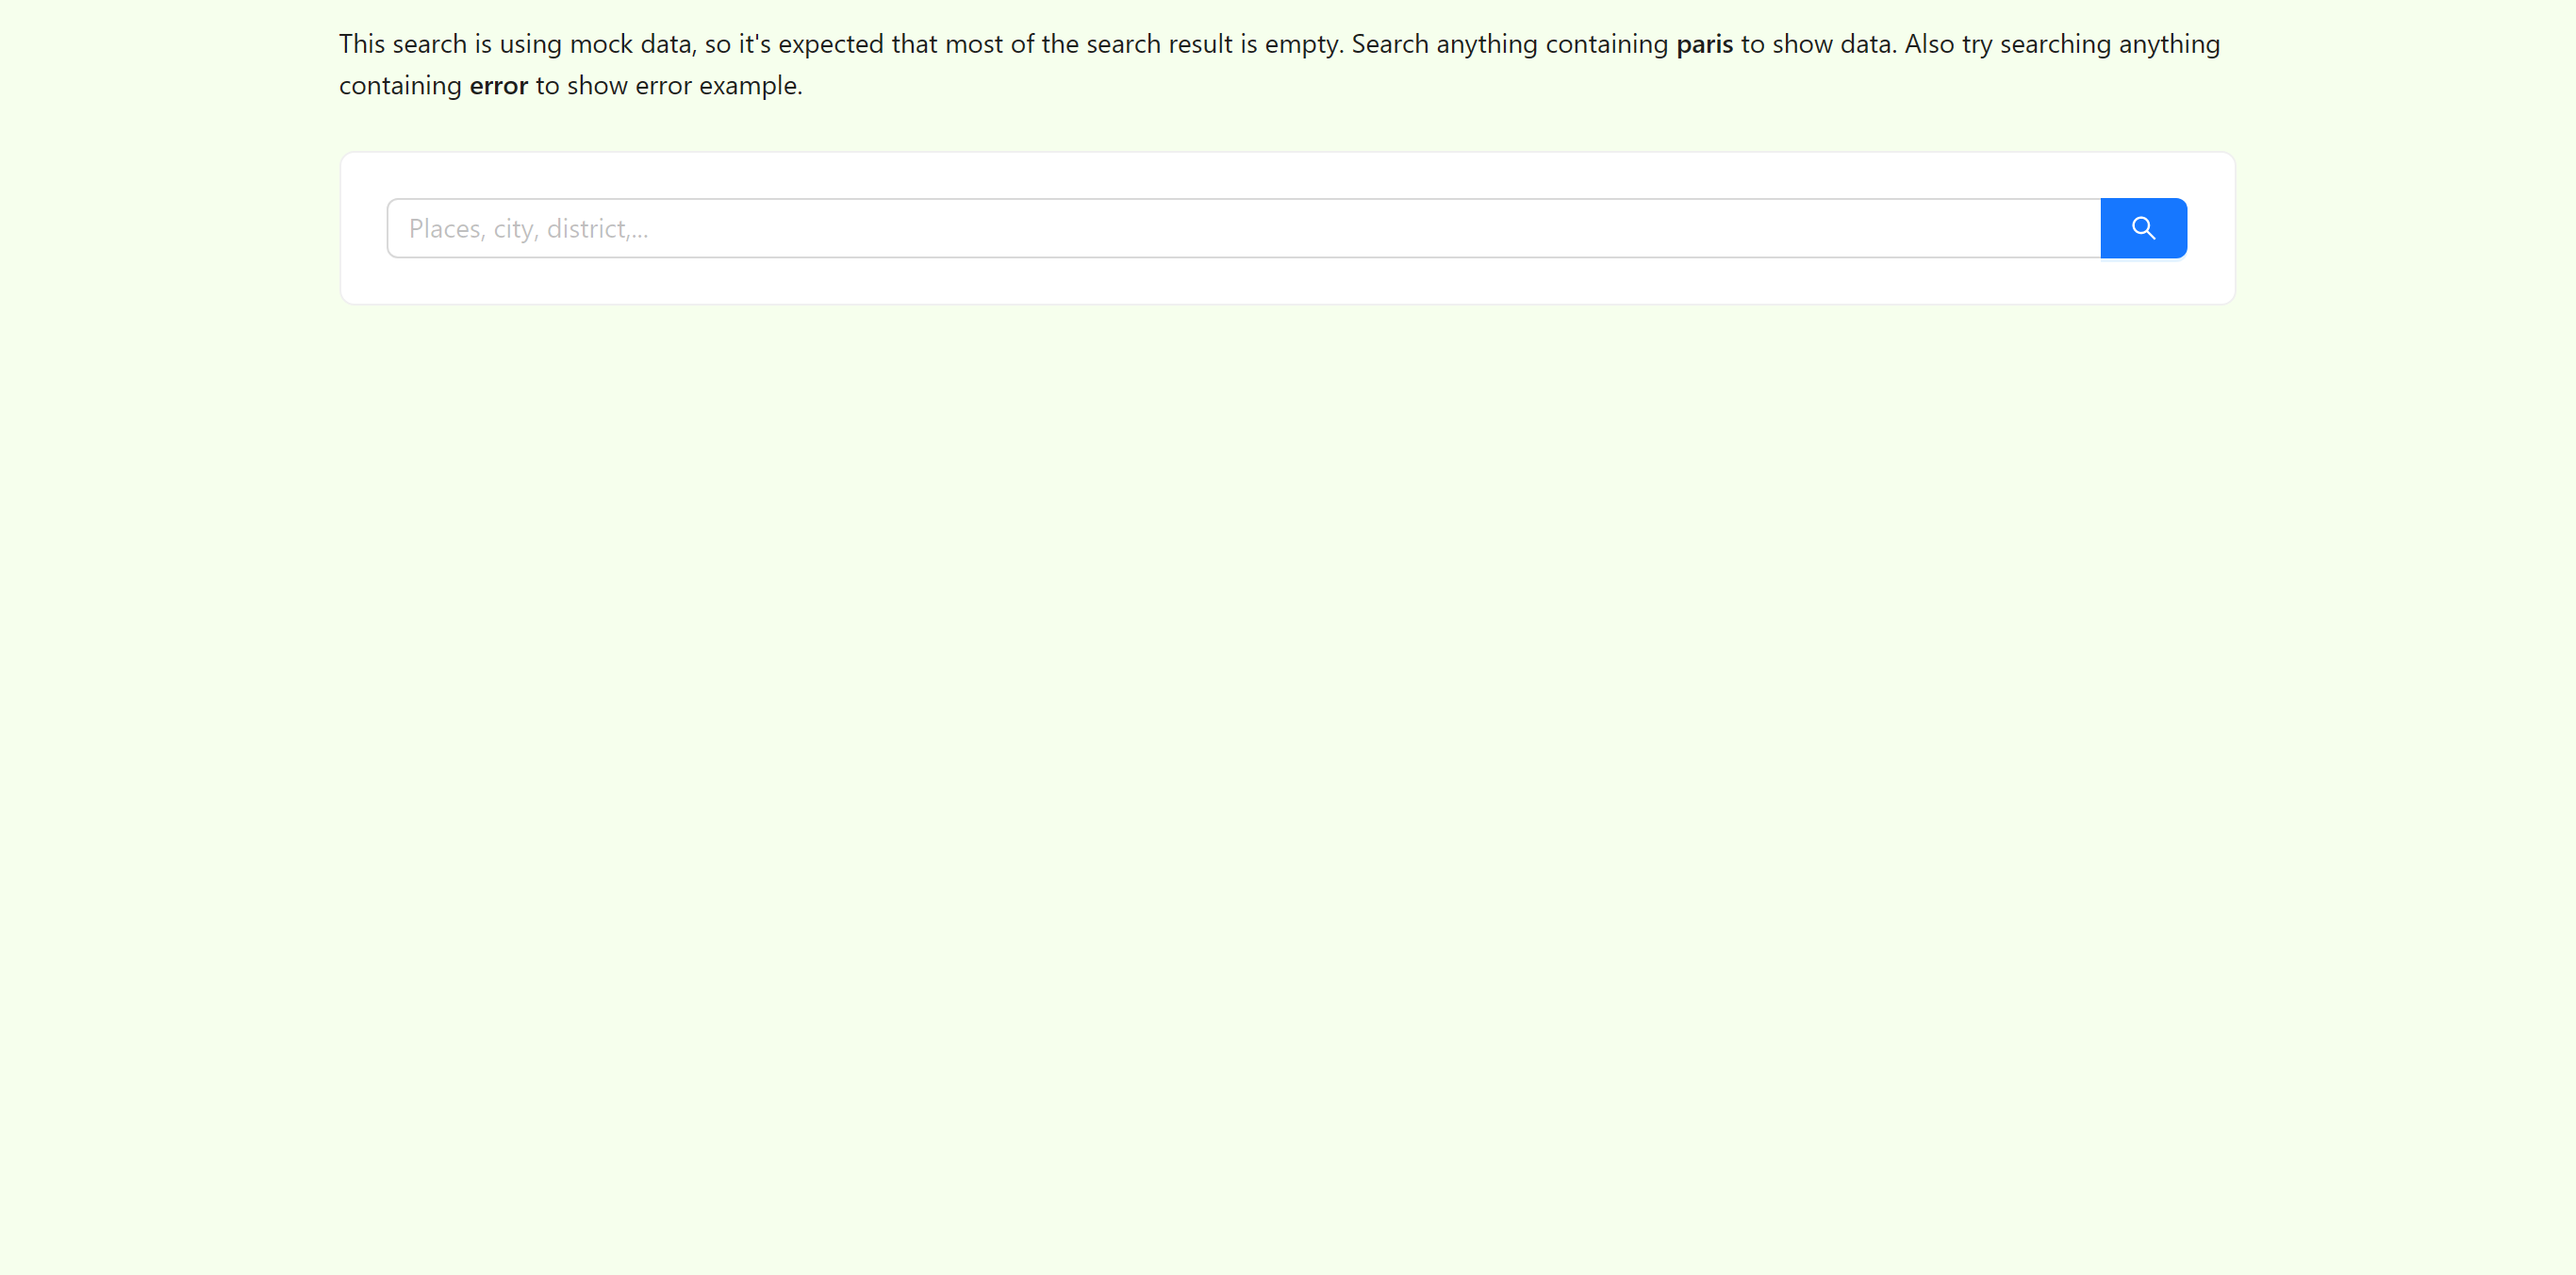 This search is using mock data, so it's expected that most of the search result is empty. Search anything containing paris to show data. Also try searching anything
containing error to show error example.
Places, city, district,...